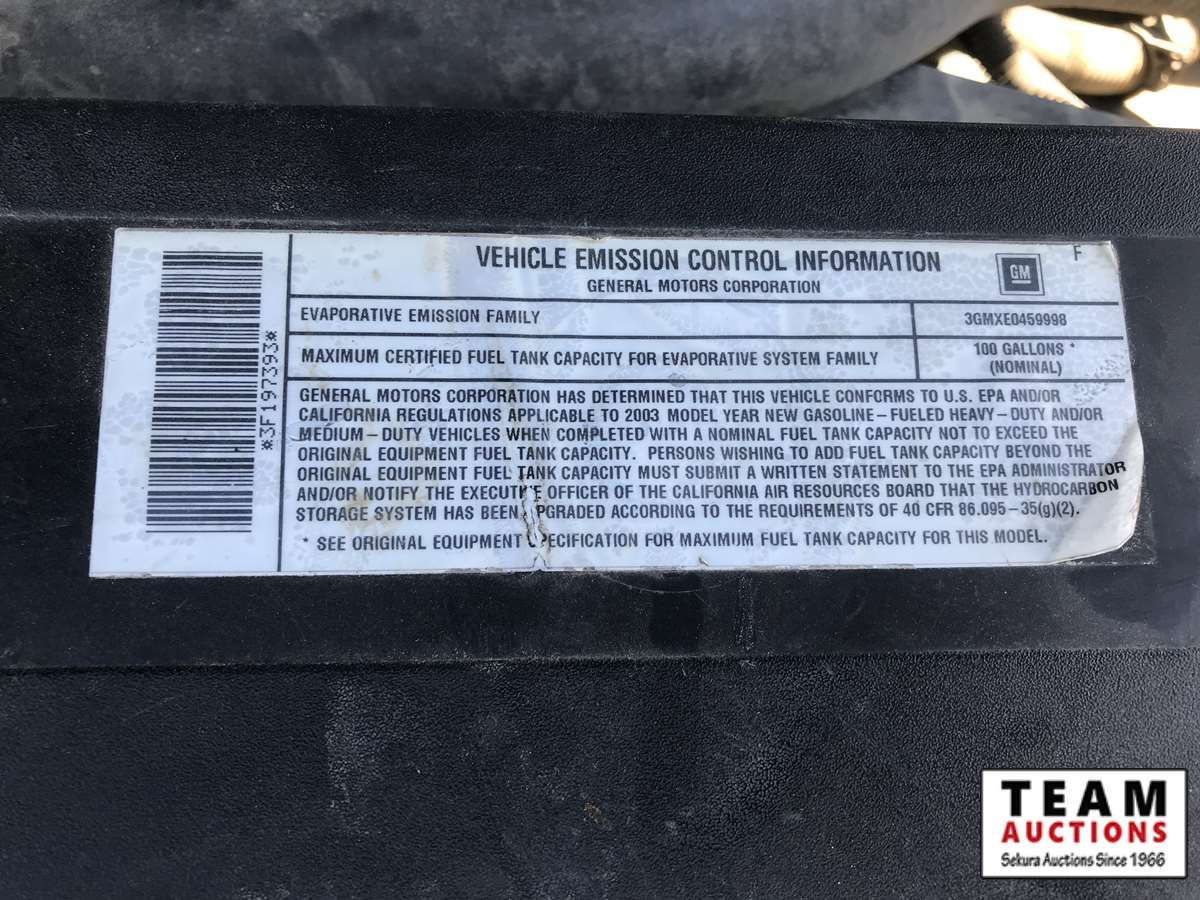 VEHICLE EMISSION CONTROL INFORMATION
GENERAL MOTORS CORPORATION
GM
F
EVAPORATIVE EMISSION FAMILY 3GMXE0459998
MAXIMUM CERTIFIED FUEL TANK CAPACITY FOR EVAPORATIVE SYSTEM FAMILY 100 GALLONS *
(NOMINAL)
*3F197393*
GENERAL MOTORS CORPORATION HAS DETERMINED THAT THIS VEHICLE CONFORMS TO U.S. EPA AND/OR
CALIFORNIA REGULATIONS APPLICABLE TO 2003 MODEL YEAR NEW GASOLINE-FUELED HEAVY-DUTY AND/OR
MEDIUM-DUTY VEHICLES WHEN COMPLETED WITH A NOMINAL FUEL TANK CAPACITY NOT TO EXCEED THE
ORIGINAL EQUIPMENT FUEL TANK CAPACITY. PERSONS WISHING TO ADD FUEL TANK CAPACITY BEYOND THE
ORIGINAL EQUIPMENT FUEL TANK CAPACITY MUST SUBMIT A WRITTEN STATEMENT TO THE EPA ADMINISTRATOR
AND/OR NOTIFY THE EXECUTIVE OFFICER OF THE CALIFORNIA AIR RESOURCES BOARD THAT THE HYDROCARBON
STORAGE SYSTEM HAS BEEN UPGRADED ACCORDING TO THE REQUIREMENTS OF 40 CFR 86.095-35(g)(2).
* SEE ORIGINAL EQUIPMENT SPECIFICATION FOR MAXIMUM FUEL TANK CAPACITY FOR THIS MODEL.
TEAM
AUCTIONS
Sekura Auctions Since 1966